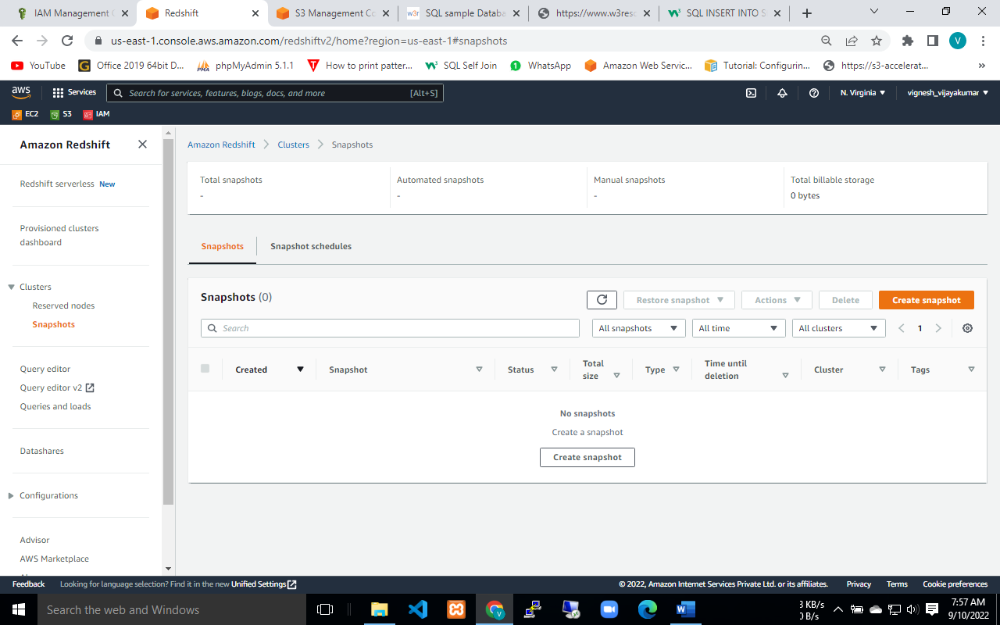 IAM Management C
Redshift
S3 Management Co
SQL sample Databa
https://www.w3reso
SQL INSERT INTO S
us-east-1.console.aws.amazon.com/redshiftv2/home?region=us-east-1#snapshots
V
YouTube
Office 2019 64bit D...
phpMyAdmin 5.1.1
How to print patter...
SQL Self Join
WhatsApp
Amazon Web Servic...
Tutorial: Configurin...
https://s3-accelerat...
»
aws
Services
Search for services, features, blogs, docs, and more
[Alt+S]
N. Virginia
vignesh_vijayakumar
EC2
S3
IAM
Amazon Redshift
Redshift serverless New
Provisioned clusters
dashboard
Clusters
Reserved nodes
Snapshots
Query editor
Query editor v2
Queries and loads
Datashares
Configurations
Advisor
AWS Marketplace
Amazon Redshift
Clusters
Snapshots
Total snapshots
-
Automated snapshots
-
Manual snapshots
-
Total billable storage
0 bytes
Snapshots
Snapshot schedules
Snapshots (0)
Restore snapshot
Actions
Delete
Create snapshot
Search
All snapshots
All time
All clusters
1
Created
Snapshot
Status
Total
size
Type
Time until
deletion
Cluster
Tags
No snapshots
Create a snapshot
Create snapshot
Feedback
Looking for language selection? Find it in the new Unified Settings
© 2022, Amazon Internet Services Private Ltd. or its affiliates.
Privacy
Terms
Cookie preferences
Search the web and Windows
3 KB/s
0 B/s
7:57 AM
9/10/2022